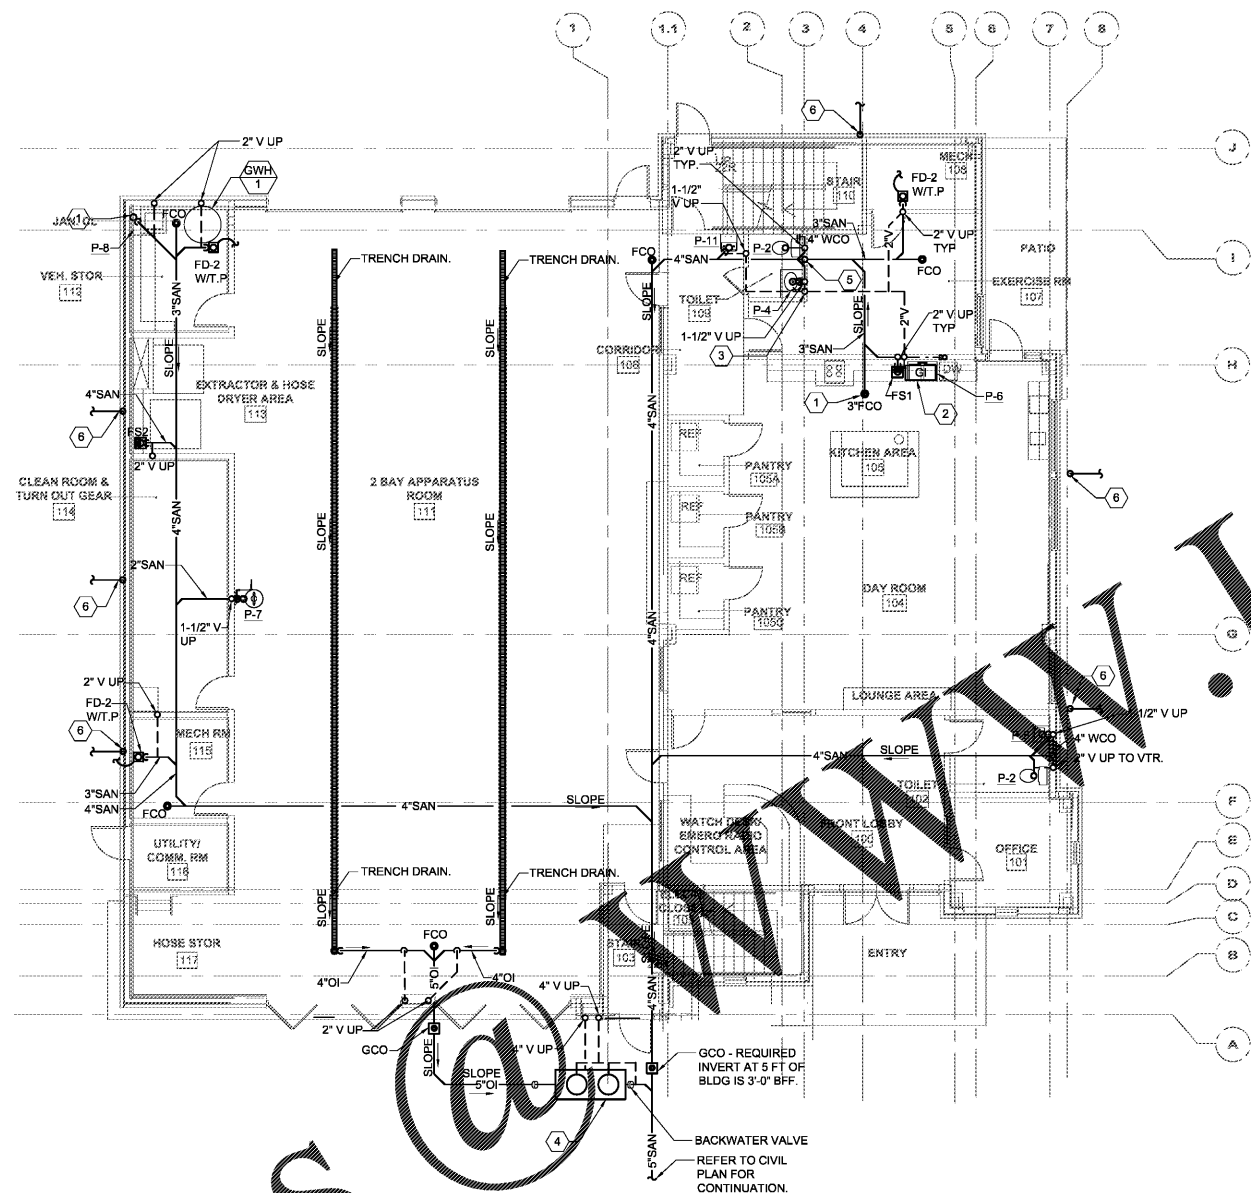 1
1.1
2
3
4
5
6
7
8
6
J
2" V UP
2" V UP
TYP.
MECH
108
GWH
1
STAIR
110
FD-2
W/T.P
1-1/2"
V UP
FCO
P-8
3"SAN
4" WCO
2"V
2" V UP
TYP
P-11
P-2
PATIO
I
FCO
4"SAN
FCO
FD-2
W/T.P
TRENCH DRAIN.
TRENCH DRAIN.
VEH. STOR
112
3"SAN
5
EXERCISE RM
107
TOILET
109
P-4
SLOPE
SLOPE
2"V
2" V UP
TYP
1-1/2" V UP
SLOPE
SLOPE
SLOPE
3"SAN
3
CORRIDOR
106
H
EXTRACTOR & HOSE
DRYER AREA
113
GI
DW
P-6
4"SAN
1
3"FCO
FS1
2
6
FS2
4"SAN
REF
KITCHEN AREA
105
2" V UP
PANTRY
105A
CLEAN ROOM &
TURN OUT GEAR
114
2 BAY APPARATUS
ROOM
111
6
REF
PANTRY
105B
4"SAN
SLOPE
SLOPE
2"SAN
REF
DAY ROOM
104
6
P-7
PANTRY
105C
1-1/2" V
UP
4"SAN
G
2" V UP
6
FD-2
W/T.P
LOUNGE AREA
1/2" V UP
6
MECH RM
115
4" WCO
4"SAN
SLOPE
2" V UP TO VTR.
P-2
TOILET
102
3"SAN
4"SAN
FCO
4"SAN
SLOPE
F
WATCH DESK/
EMERG RADIO
CONTROL AREA
FRONT LOBBY
100
E
UTILITY/
COMM. RM
116
OFFICE
101
TRENCH DRAIN.
TRENCH DRAIN.
D
SLOPE
SLOPE
C
HOSE STOR
117
FCO
STAIR
103
ENTRY
B
4"OI
5"OI
4"OI
4" V UP
4"SAN
2" V UP
A
GCO
4" V UP
GCO - REQUIRED
INVERT AT 5 FT OF
BLDG IS 3'-0" BFF.
SLOPE
SLOPE
5"OI
4
BACKWATER VALVE
5"SAN
REFER TO CIVIL
PLAN FOR
CONTINUATION.
s@www.